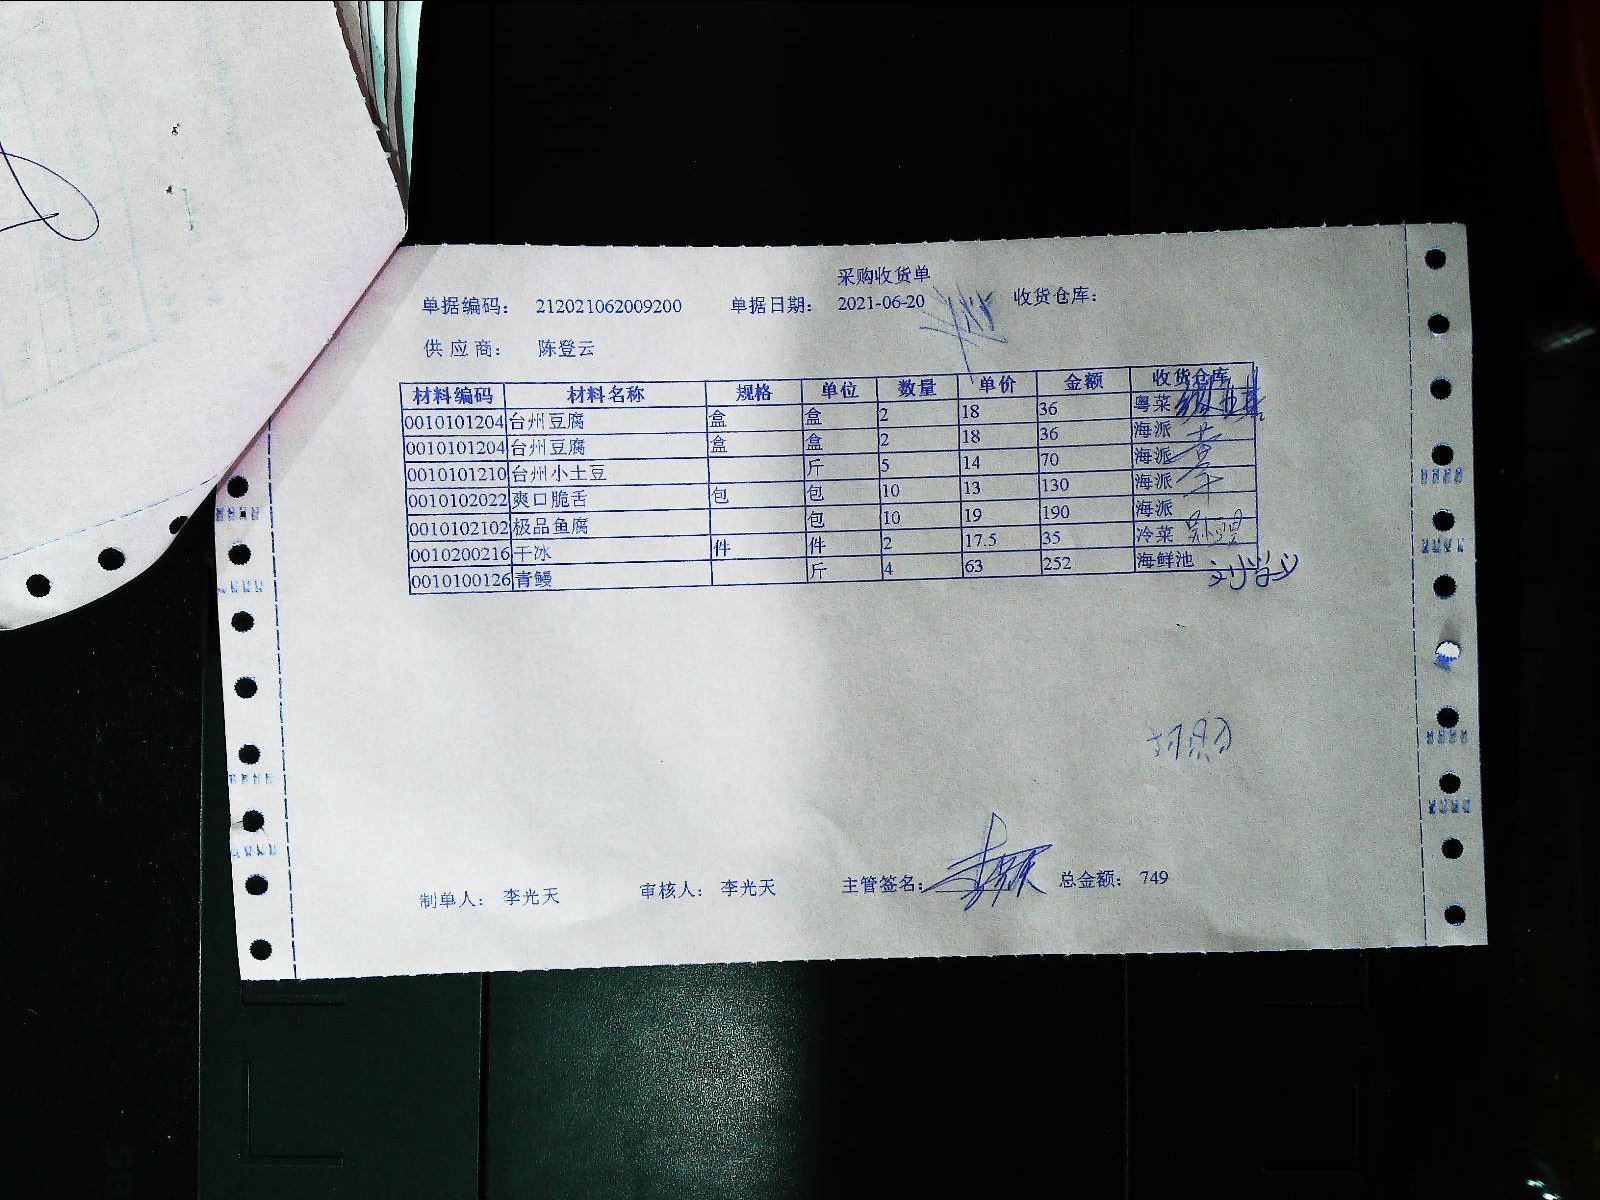 采购收货单
单据编码： 212021062009200 单据日期： 2021-06-20 收货仓库：
供应商： 陈登云
材料编码 材料名称 规格 单位 数量 单价 金额 收货仓库
0010101204 台州豆腐 盒 盒 2 18 36 粤菜
0010101204 台州豆腐 盒 盒 2 18 36 海派
0010101210 台州小土豆 斤 5 14 70 海派
0010102022 爽口脆舌 包 包 10 13 130 海派
0010102102 极品鱼腐 包 10 19 190 海派
0010200216 干冰 件 件 2 17.5 35 冷菜
0010100126 青鳗 斤 4 63 252 海鲜池
制单人： 李光天 审核人： 李光天 主管签名： 总金额： 749